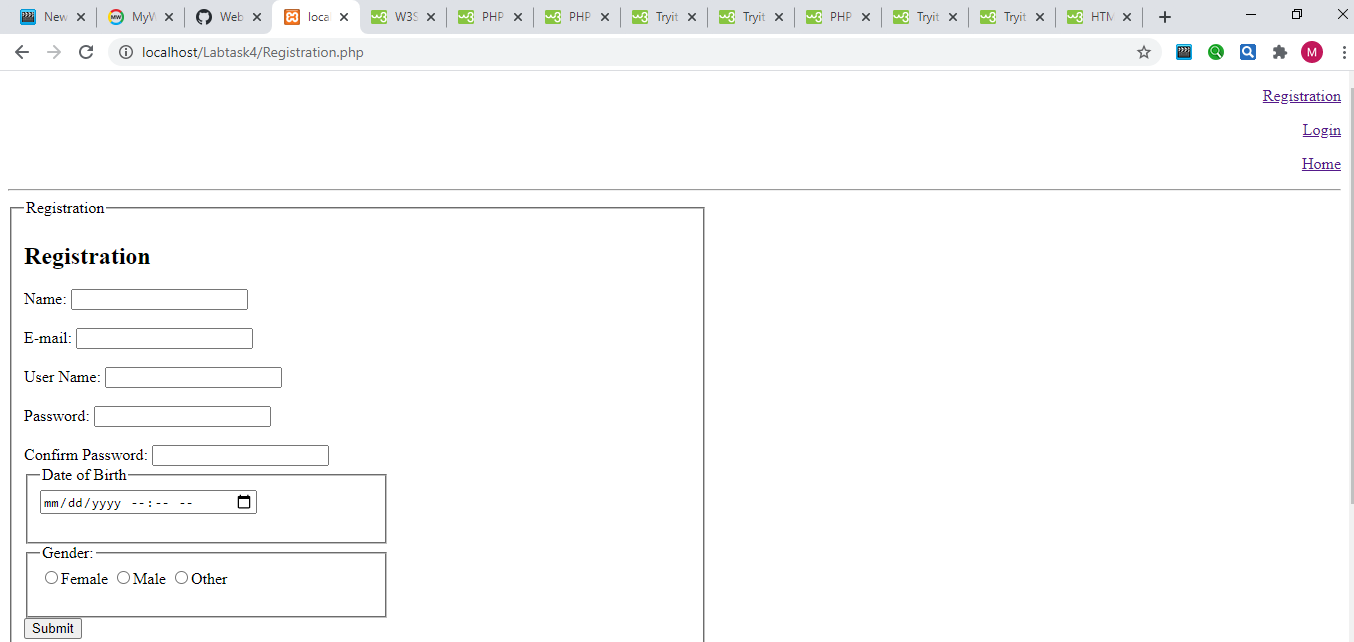 New MyW Web loca W3S PHP PHP Tryit Tryit PHP Tryit Tryit HTM
localhost/Labtask4/Registration.php M
Registration
Login
Home
Registration
Registration
Name:
E-mail:
User Name:
Password:
Confirm Password:
Date of Birth
mm/dd/yyyy --:-- --
Gender:
Female Male Other
Submit